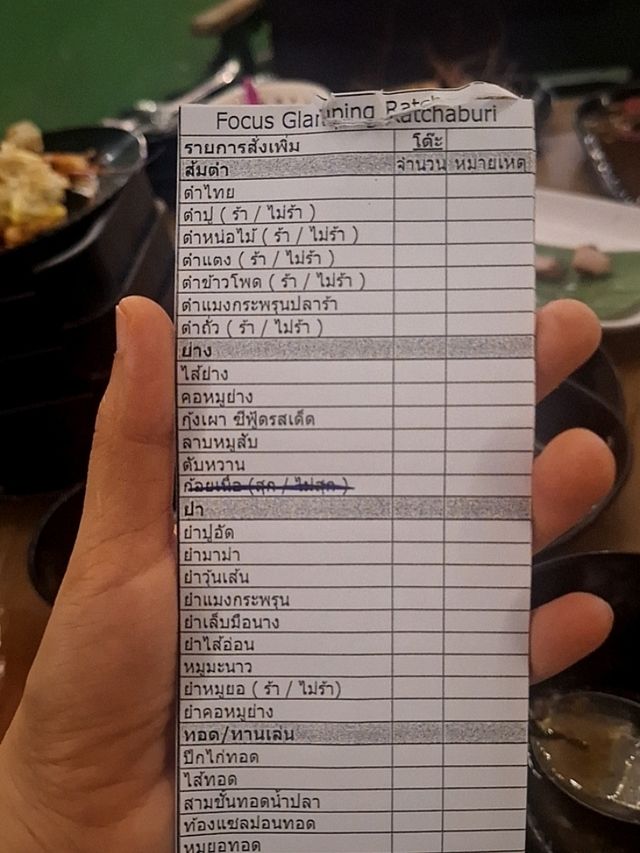 Focus Glamping Ratchaburi
รายการสั่งเพิ่ม โต๊ะ
ส้มตำ จำนวน หมายเหตุ
ตำไทย
ตำปู ( ร้า / ไม่ร้า )
ตำหน่อไม้ ( ร้า / ไม่ร้า )
ตำแตง ( ร้า / ไม่ร้า )
ตำข้าวโพด ( ร้า / ไม่ร้า )
ตำแมงกระพรุนปลาร้า
ตำถั่ว ( ร้า / ไม่ร้า )
ย่าง
ไส้ย่าง
คอหมูย่าง
กุ้งเผา ซีฟู้ดรสเด็ด
ลาบหมูสับ
ตับหวาน
ก้อยเนื้อ (สุก / ไม่สุก )
ยำ
ยำปูอัด
ยำมาม่า
ยำวุ้นเส้น
ยำแมงกระพรุน
ยำเล็บมือนาง
ยำไส้อ่อน
หมูมะนาว
ยำหมูยอ ( ร้า / ไม่ร้า)
ยำคอหมูย่าง
ทอด/ทานเล่น
ปีกไก่ทอด
ไส้ทอด
สามชั้นทอดน้ำปลา
ท้องแซลม่อนทอด
หมูยอทอด